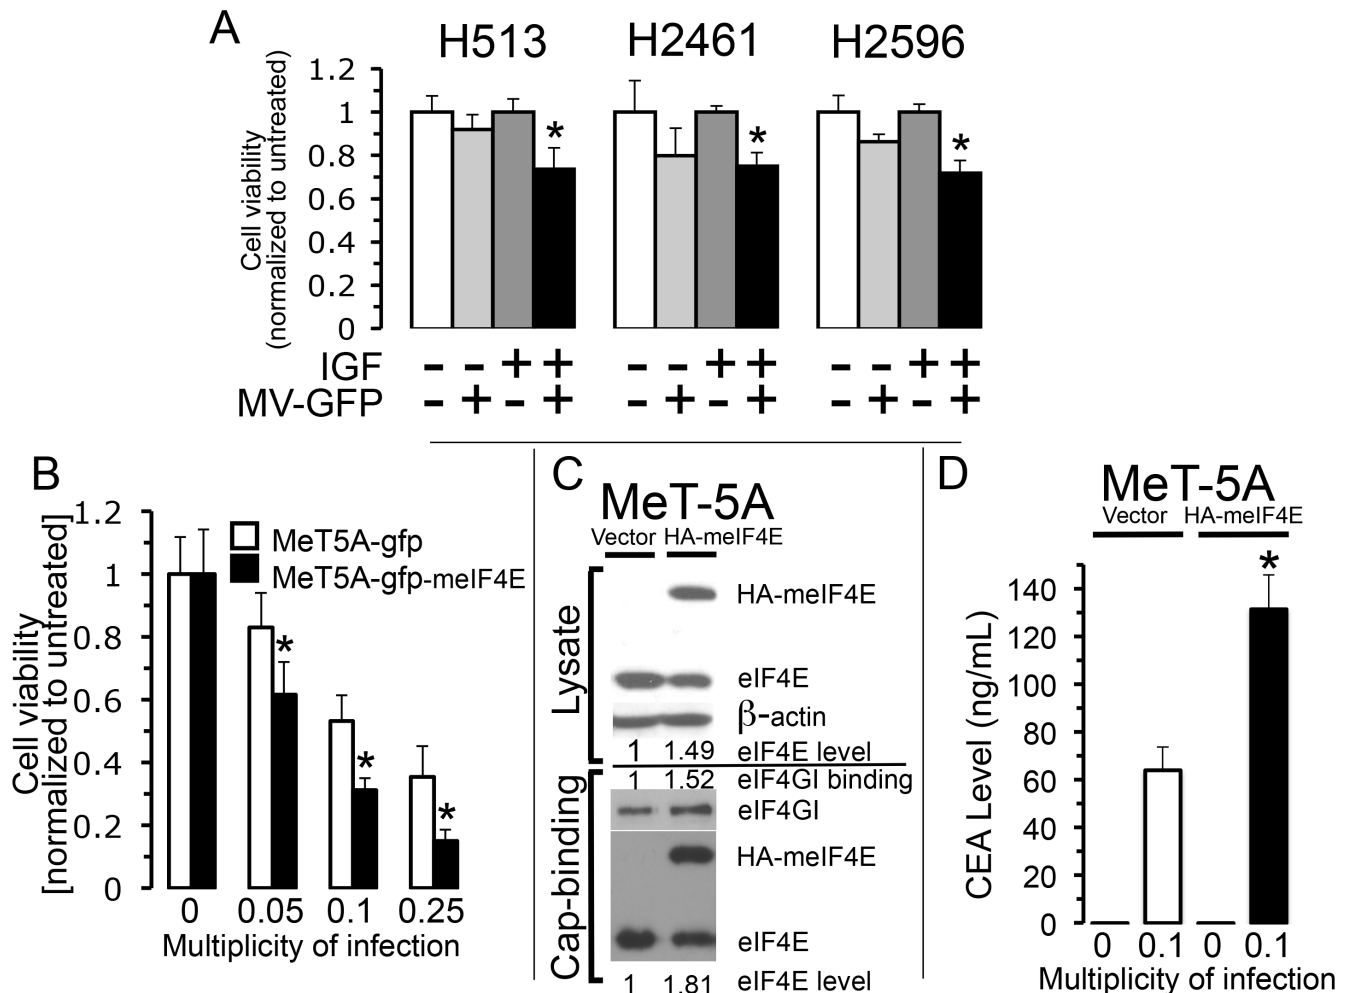 A
H513 H2461 H2596
Cell viability
(normalized to untreated)
1.2
1
0.8
0.6
0.4
0.2
0
* * *
IGF - - + + - - + + - - + +
MV-GFP - + - + - + - + - + - +
B
Cell viability
[normalized to untreated]
1.2
1
0.8
0.6
0.4
0.2
0
MeT5A-gfp
MeT5A-gfp-meIF4E
* * *
0 0.05 0.1 0.25
Multiplicity of infection
C
MeT-5A
Vector HA-meIF4E
Lysate
HA-meIF4E
eIF4E
β-actin
1 1.49 eIF4E level
Cap-binding
1 1.52 eIF4GI binding
eIF4GI
HA-meIF4E
eIF4E
1 1.81 eIF4E level
D
MeT-5A
Vector HA-meIF4E
CEA Level (ng/mL)
140
120
100
80
60
40
20
0
*
0 0.1 0 0.1
Multiplicity of infection